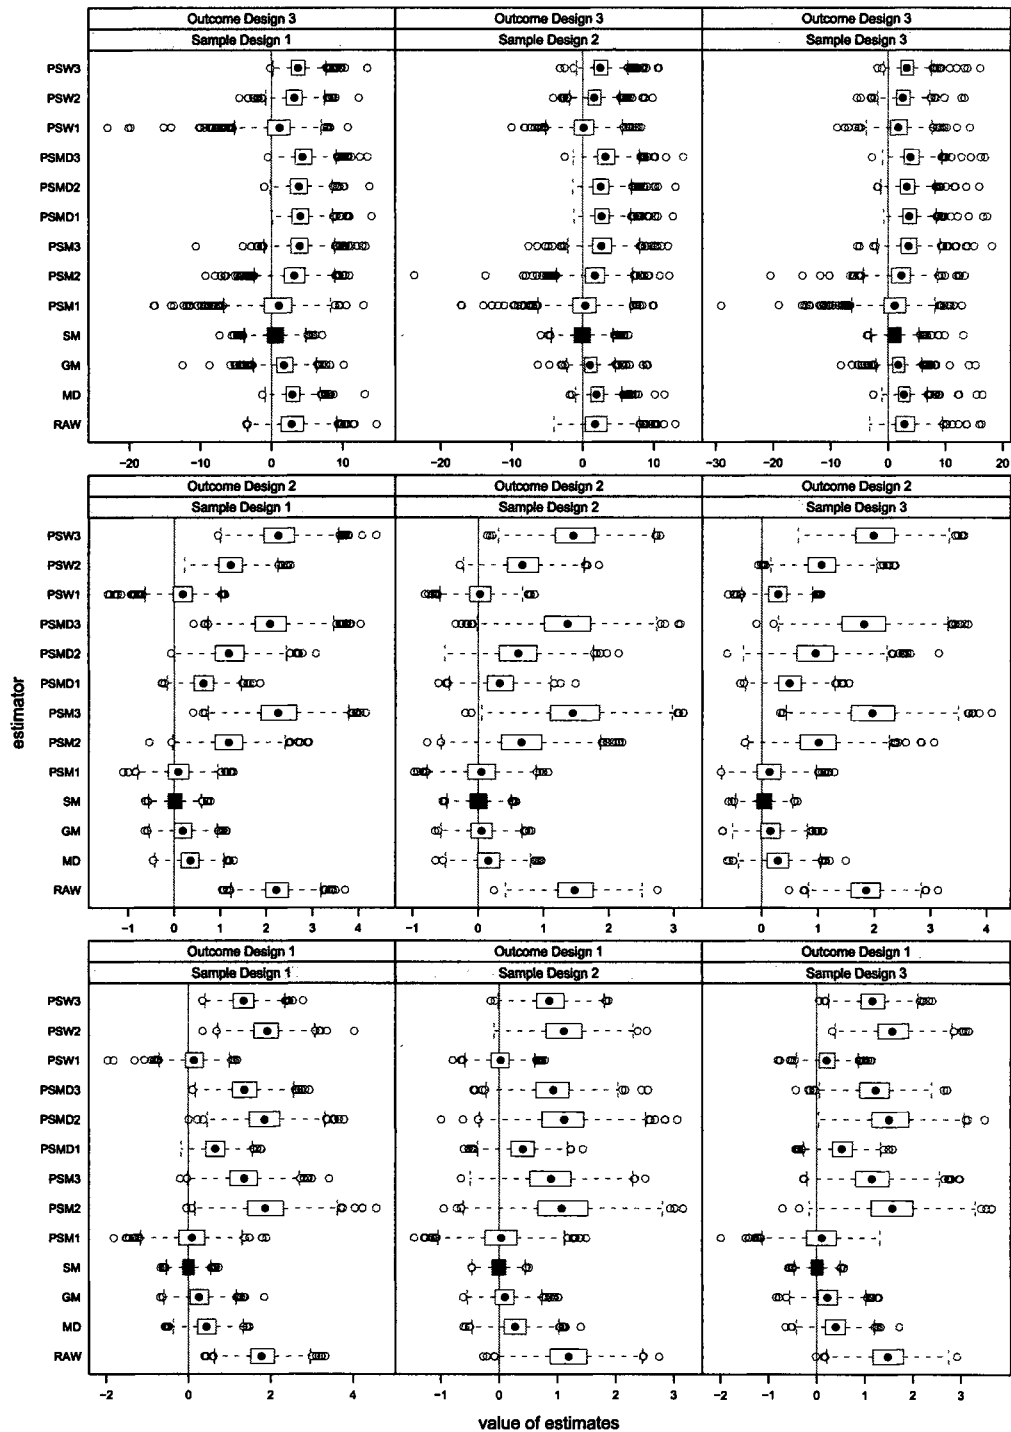 Outcome Design 3 Outcome Design 3 Outcome Design 3
Sample Design 1 Sample Design 2 Sample Design 3
PSW3
PSW2
PSW1
PSMD3
PSMD2
PSMD1
PSM3
PSM2
PSM1
SM
GM
MD
RAW
−20 −10 0 10 −20 −10 0 10 −30 −20 −10 0 10 20
Outcome Design 2 Outcome Design 2 Outcome Design 2
Sample Design 1 Sample Design 2 Sample Design 3
PSW3
PSW2
PSW1
PSMD3
PSMD2
PSMD1
PSM3
PSM2
PSM1
SM
GM
MD
RAW
estimator
−1 0 1 2 3 4 −1 0 1 2 3 0 1 2 3 4
Outcome Design 1 Outcome Design 1 Outcome Design 1
Sample Design 1 Sample Design 2 Sample Design 3
PSW3
PSW2
PSW1
PSMD3
PSMD2
PSMD1
PSM3
PSM2
PSM1
SM
GM
MD
RAW
−2 0 2 4 −1 0 1 2 3 −2 −1 0 1 2 3
value of estimates